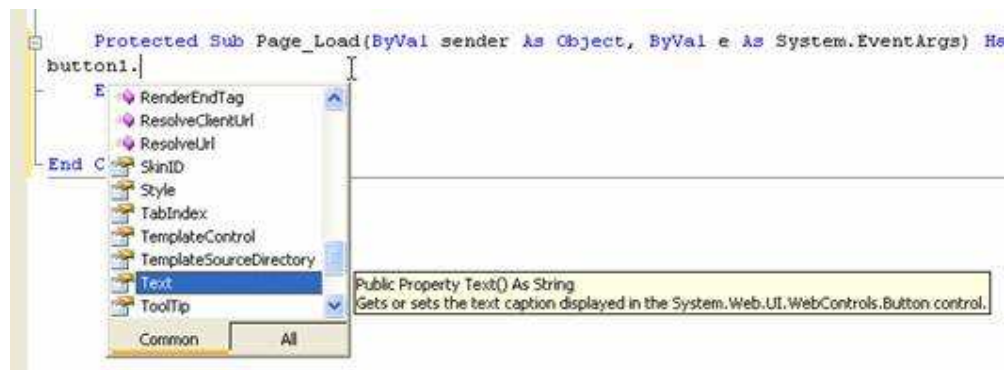 Protected Sub Page_Load(ByVal sender As Object, ByVal e As System.EventArgs) Ha
button1.
E
RenderEndTag
ResolveClientUrl
ResolveUrl
End C
SkinID
Style
TabIndex
TemplateControl
TemplateSourceDirectory
Text
Public Property Text() As String
ToolTip
Gets or sets the text caption displayed in the System.Web.UI.WebControls.Button control.
Common All